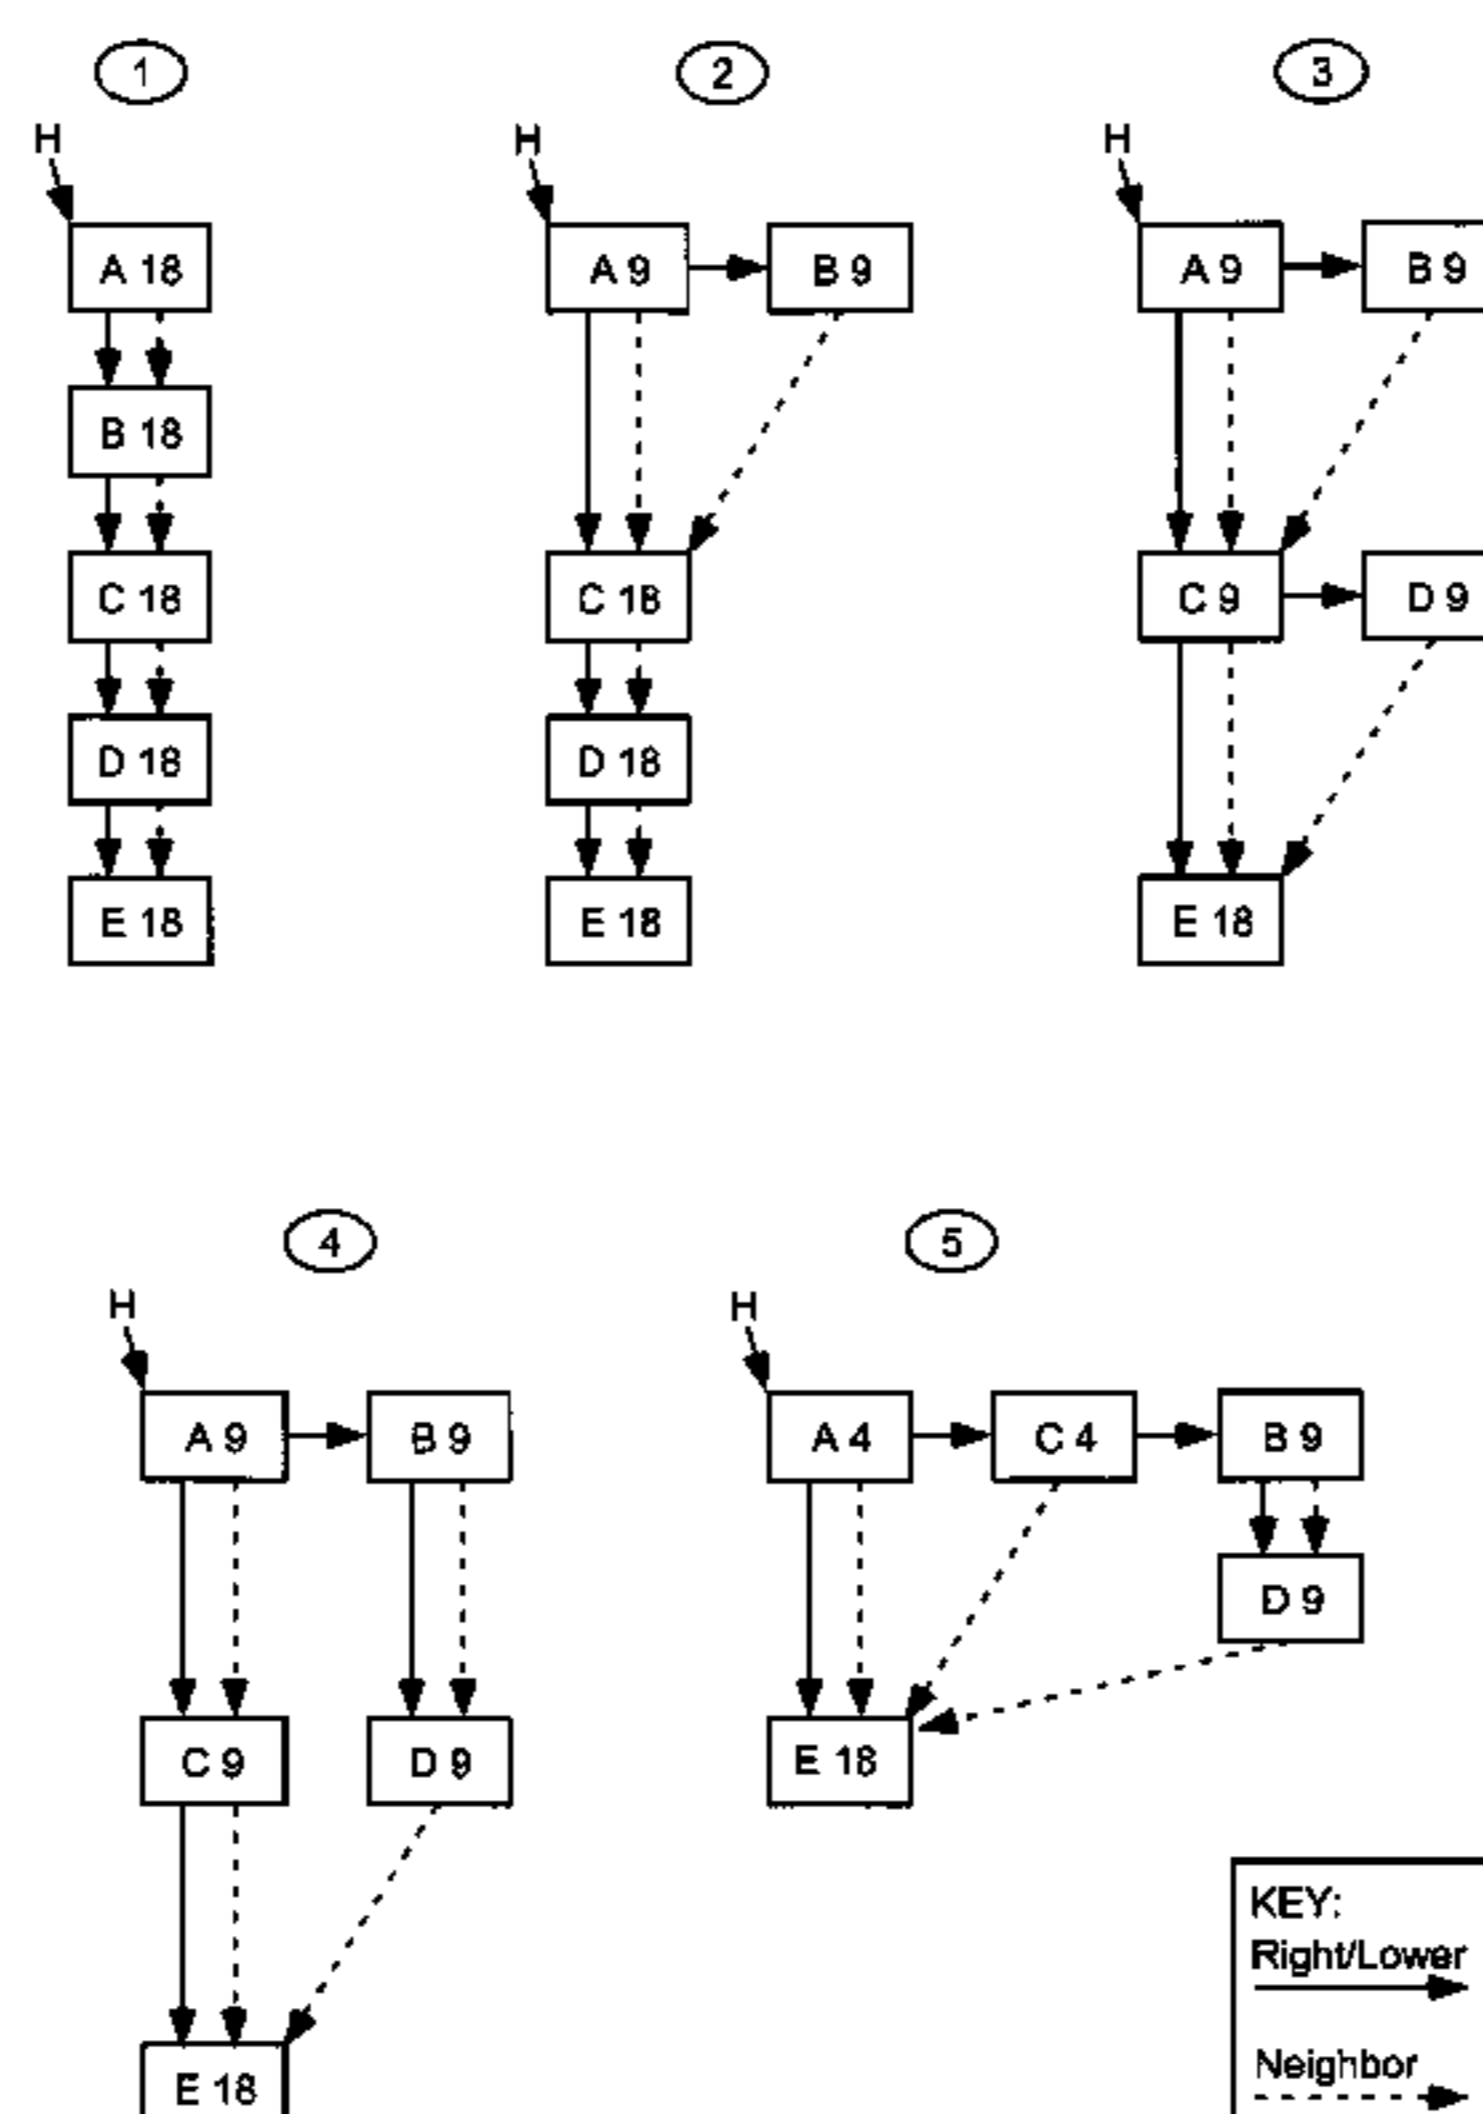 1 2 3
H H H
A 18 A 9 B 9 A 9 B 9
B 18
C 18 C 18 C 9 D 9
D 18 D 18
E 18 E 18 E 18
4 5
H H
A 9 B 9 A 4 C 4 B 9
D 9
C 9 D 9 E 18
KEY:
Right/Lower
Neighbor
E 18